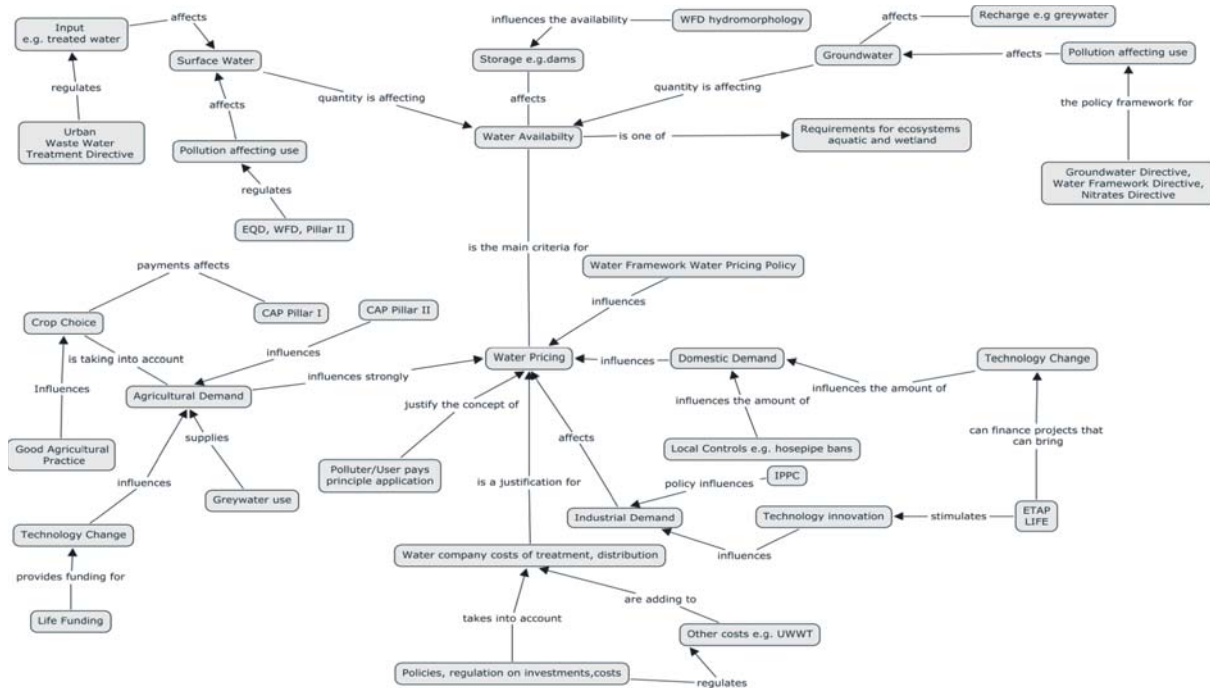 Input
e.g. treated water
affects
Surface Water
regulates
Urban
Waste Water
Treatment Directive
affects
Pollution affecting use
regulates
EQD, WFD, Pillar II
quantity is affecting
influences the availability
WFD hydromorphology
Storage e.g.dams
affects
Water Availabilty
is one of
Requirements for ecosystems
aquatic and wetland
quantity is affecting
Groundwater
affects
Recharge e.g greywater
affects
Pollution affecting use
the policy framework for
Groundwater Directive,
Water Framework Directive,
Nitrates Directive
is the main criteria for
Water Framework Water Pricing Policy
influences
payments affects
CAP Pillar I
CAP Pillar II
Crop Choice
is taking into account
influences
Influences
Agricultural Demand
influences strongly
Water Pricing
influences
Domestic Demand
Technology Change
influences the amount of
Good Agricultural
Practice
influences
supplies
Greywater use
Technology Change
provides funding for
Life Funding
justify the concept of
Polluter/User pays
principle application
affects
influences the amount of
Local Controls e.g. hosepipe bans
can finance projects that
can bring
is a justification for
policy influences
IPPC
Industrial Demand
Technology innovation
stimulates
ETAP
LIFE
influences
Water company costs of treatment, distribution
takes into account
are adding to
Other costs e.g. UWWT
Policies, regulation on investments,costs
regulates